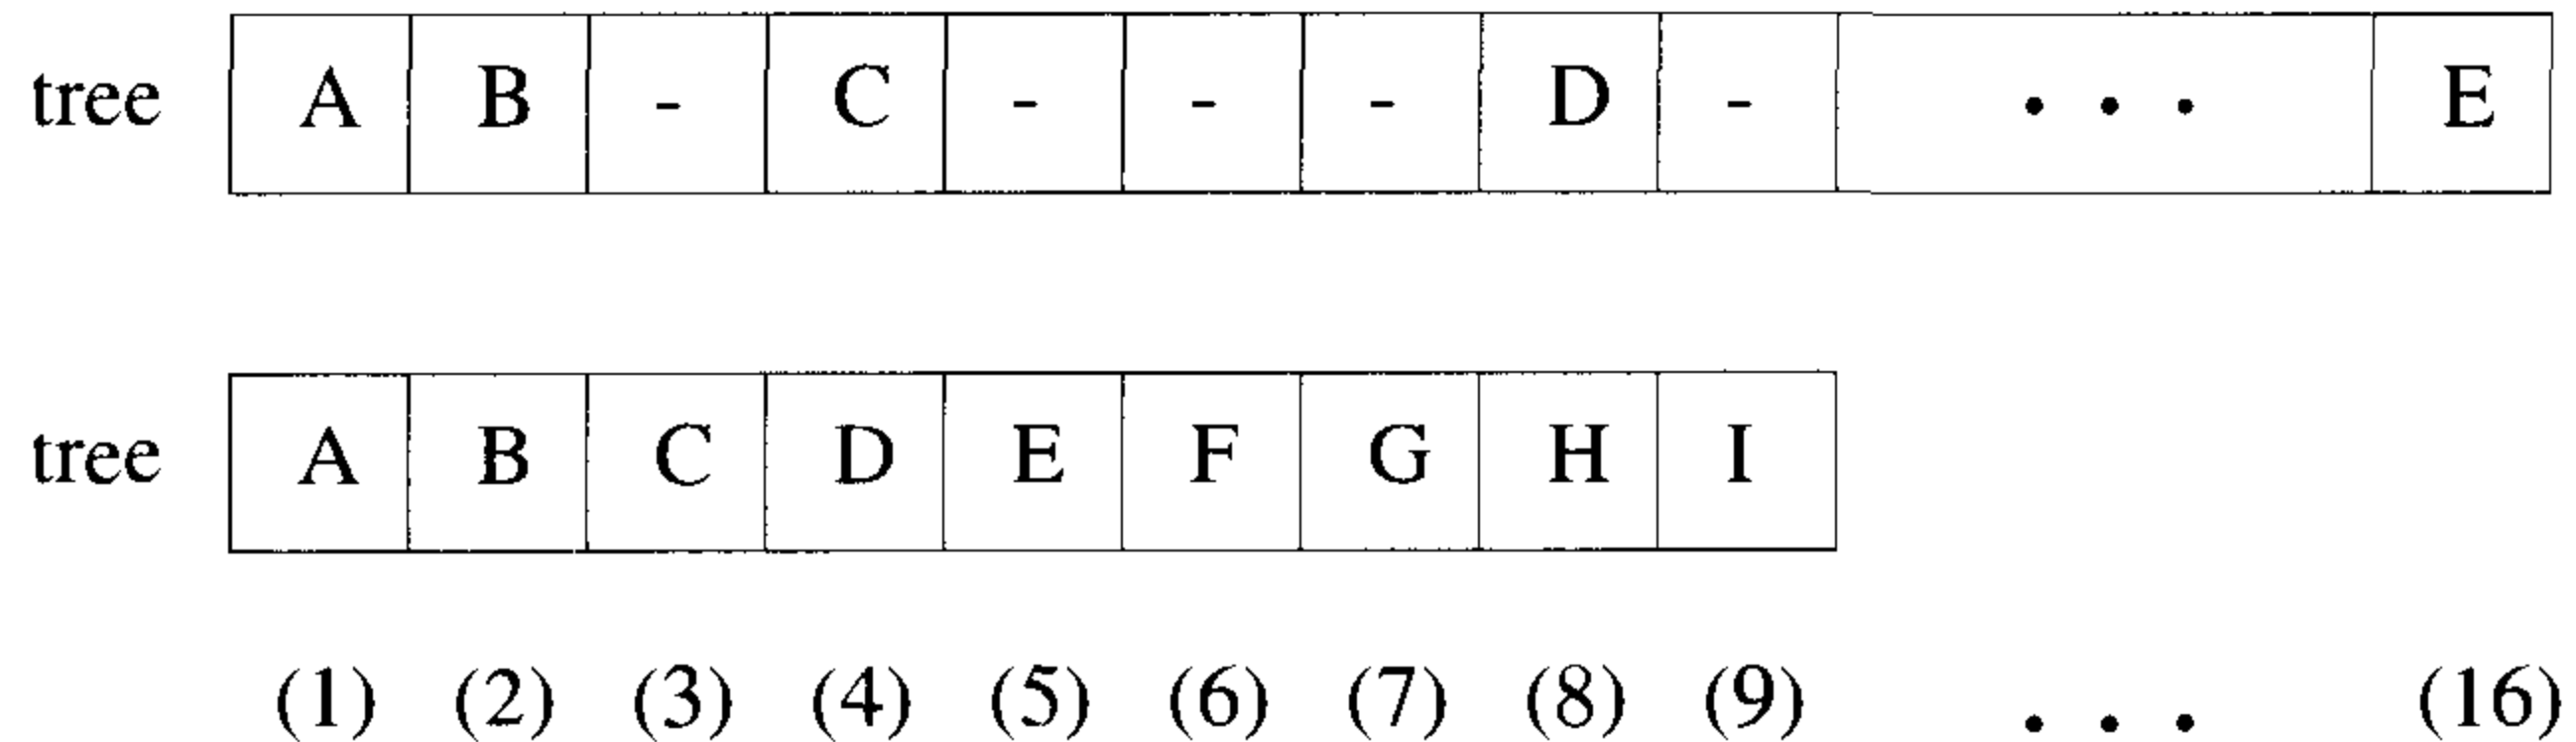 tree A B - C - - - D - . . . E
tree A B C D E F G H I
(1) (2) (3) (4) (5) (6) (7) (8) (9) . . . (16)